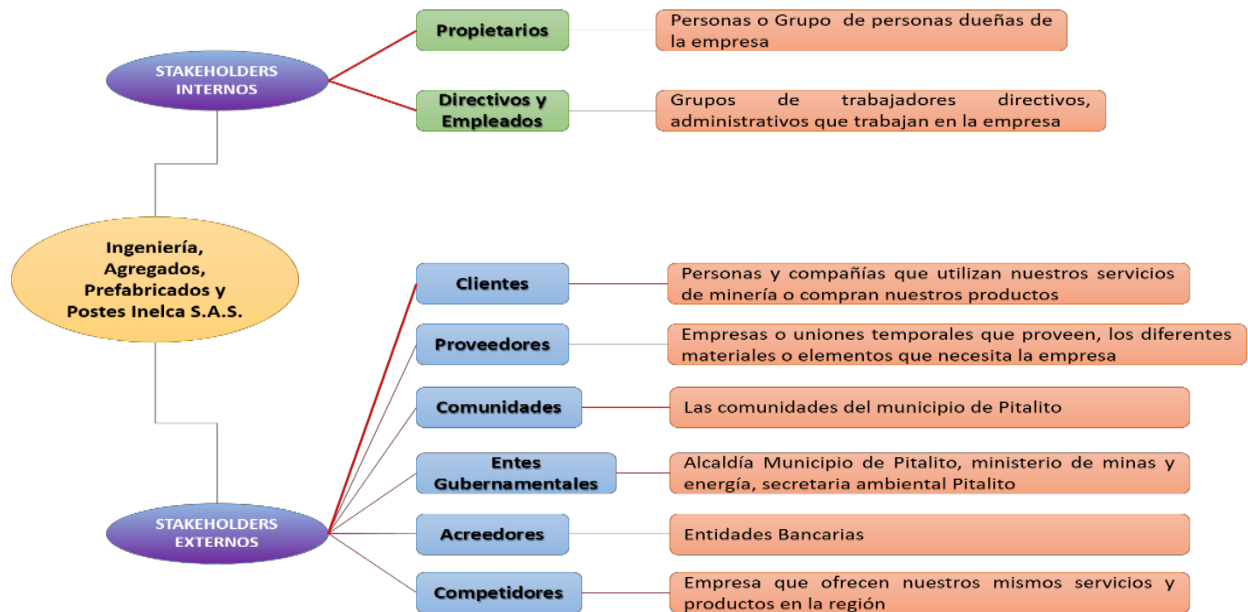 Propietarios
Personas o Grupo de personas dueñas de
la empresa
STAKEHOLDERS
INTERNOS
Directivos y
Empleados
Grupos de trabajadores directivos,
administrativos que trabajan en la empresa
Ingeniería,
Agregados,
Prefabricados y
Postes Inelca S.A.S.
Clientes
Personas y compañías que utilizan nuestros servicios
de minería o compran nuestros productos
Proveedores
Empresas o uniones temporales que proveen, los diferentes
materiales o elementos que necesita la empresa
Comunidades
Las comunidades del municipio de Pitalito
Entes
Gubernamentales
Alcaldía Municipio de Pitalito, ministerio de minas y
energía, secretaria ambiental Pitalito
STAKEHOLDERS
EXTERNOS
Acreedores
Entidades Bancarias
Competidores
Empresa que ofrecen nuestros mismos servicios y
productos en la región